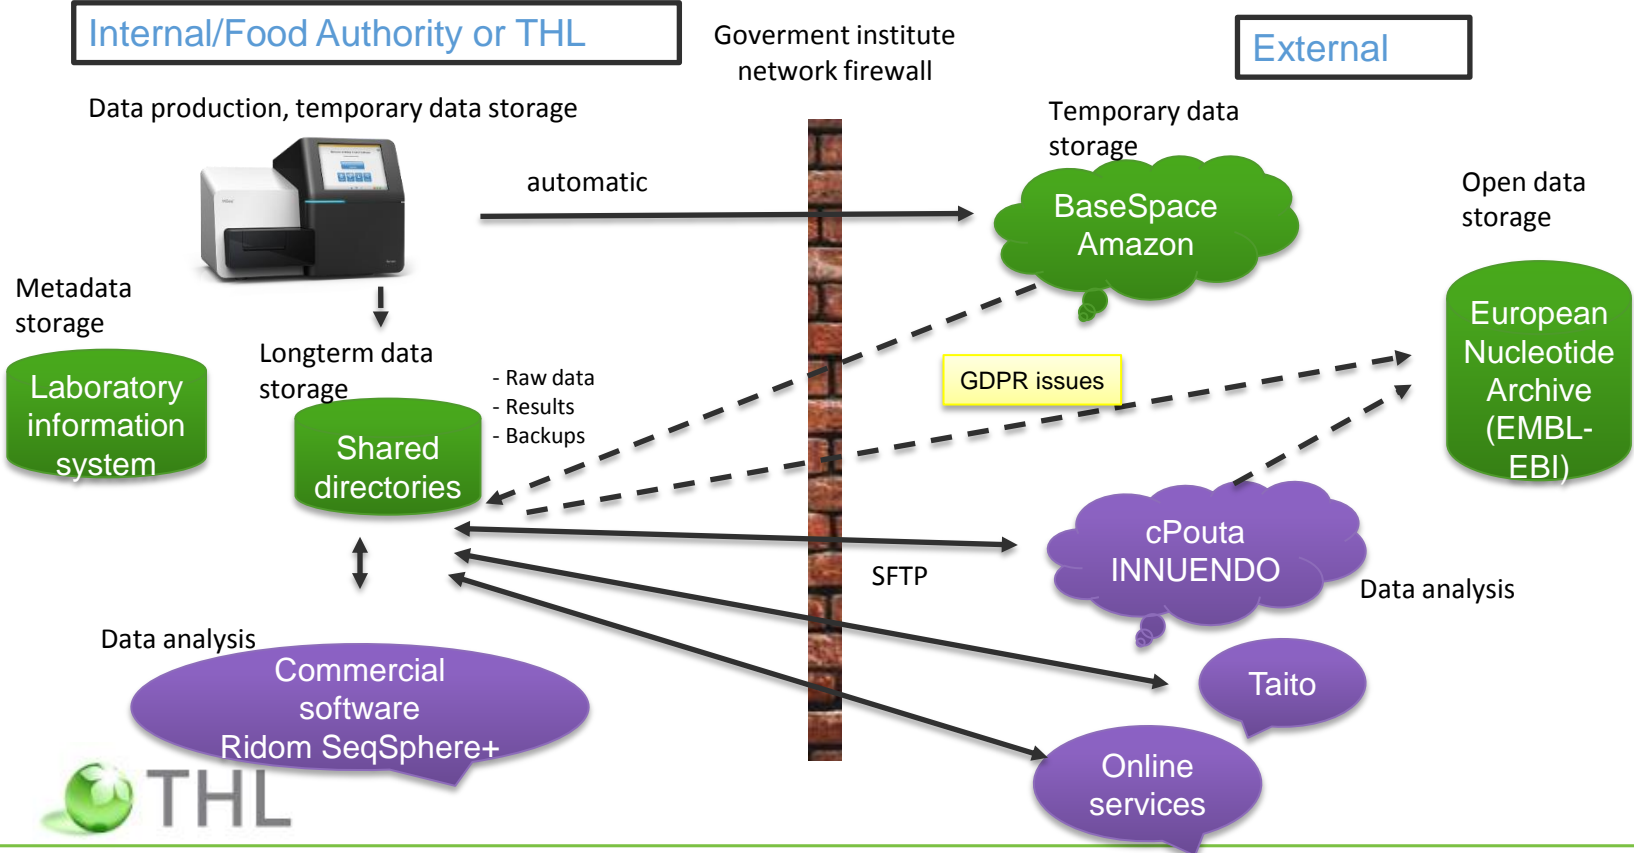 Internal/Food Authority or THL
Goverment institute
network firewall
External
Data production, temporary data storage
Temporary data
storage
automatic
BaseSpace
Amazon
Open data
storage
Metadata
storage
Laboratory
information
system
Longterm data
storage
- Raw data
- Results
- Backups
Shared
directories
GDPR issues
European
Nucleotide
Archive
(EMBL-
EBI)
cPouta
INNUENDO
SFTP
Data analysis
Data analysis
Commercial
software
Ridom SeqSphere+
Taito
Online
services
THL